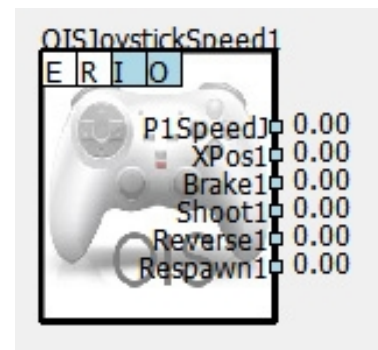 OISJoystickSpeed1
E R I O
P1SpeedJ 0.00
XPos1 0.00
Brake1 0.00
Shoot1 0.00
Reverse1 0.00
Respawn1 0.00
OIS